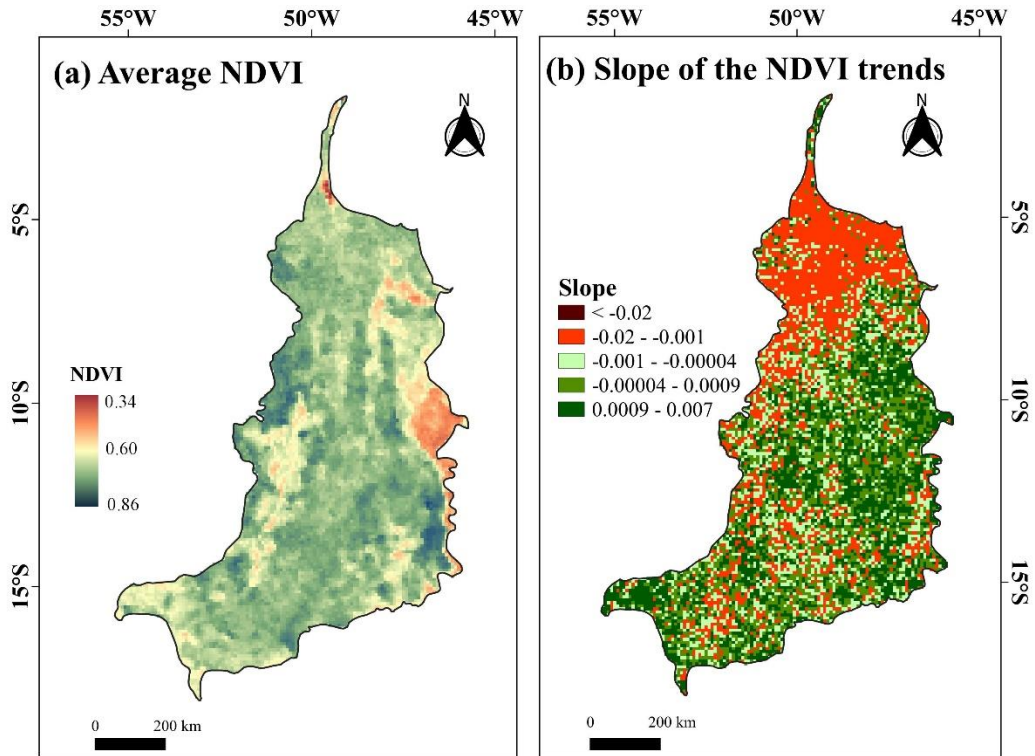 55°W 50°W 45°W
(a) Average NDVI
N
5°S
10°S
15°S
NDVI
0.34
0.60
0.86
0 200 km
55°W 50°W 45°W
(b) Slope of the NDVI trends
N
5°S
10°S
15°S
Slope
< -0.02
-0.02 - -0.001
-0.001 - -0.00004
-0.00004 - 0.0009
0.0009 - 0.007
0 200 km